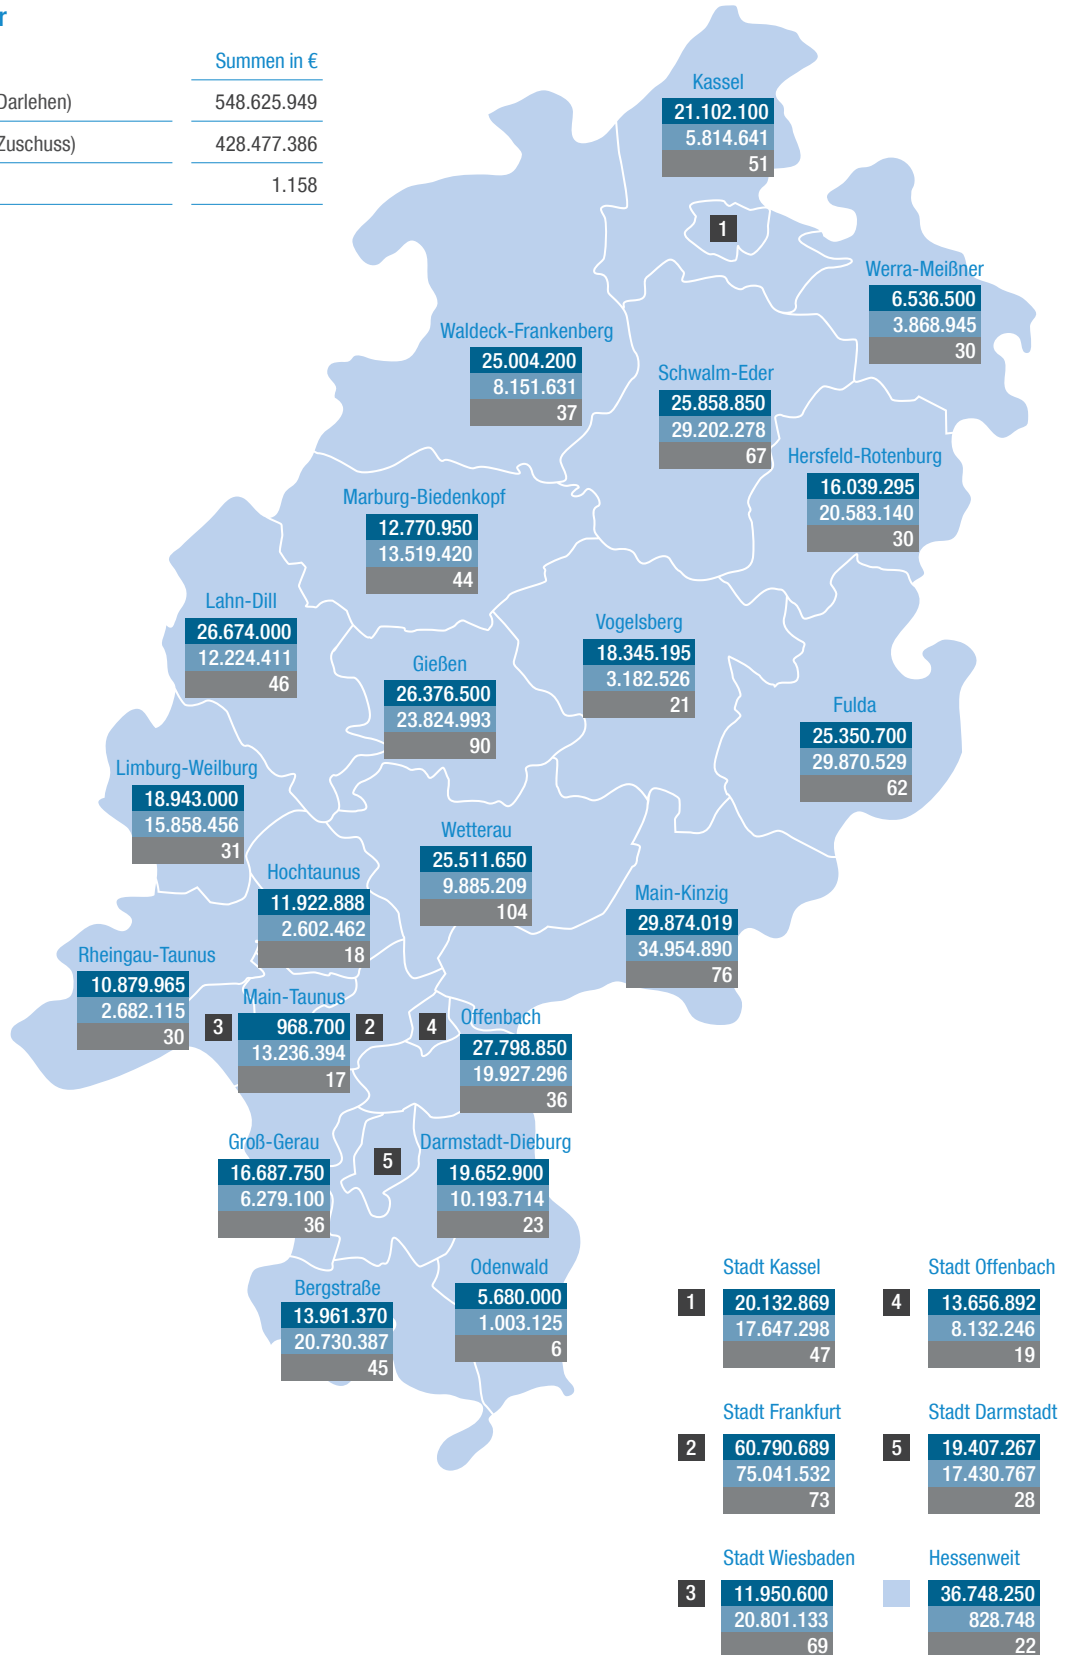 r
Summen in €
Darlehen) 548.625.949
Zuschuss) 428.477.386
1.158
Kassel
21.102.100
5.814.641
51
1
Werra-Meißner
6.536.500
3.868.945
30
Waldeck-Frankenberg
25.004.200
8.151.631
37
Schwalm-Eder
25.858.850
29.202.278
67
Hersfeld-Rotenburg
16.039.295
20.583.140
30
Marburg-Biedenkopf
12.770.950
13.519.420
44
Lahn-Dill
26.674.000
12.224.411
46
Vogelsberg
18.345.195
3.182.526
21
Gießen
26.376.500
23.824.993
90
Fulda
25.350.700
29.870.529
62
Limburg-Weilburg
18.943.000
15.858.456
31
Wetterau
25.511.650
9.885.209
104
Hochtaunus
11.922.888
2.602.462
18
Main-Kinzig
29.874.019
34.954.890
76
Rheingau-Taunus
10.879.965
2.682.115
30
3
Main-Taunus
968.700
13.236.394
17
2
4
Offenbach
27.798.850
19.927.296
36
Groß-Gerau
16.687.750
6.279.100
36
5
Darmstadt-Dieburg
19.652.900
10.193.714
23
Bergstraße
13.961.370
20.730.387
45
Odenwald
5.680.000
1.003.125
6
Stadt Kassel
1 20.132.869
17.647.298
47
Stadt Offenbach
4 13.656.892
8.132.246
19
Stadt Frankfurt
2 60.790.689
75.041.532
73
Stadt Darmstadt
5 19.407.267
17.430.767
28
Stadt Wiesbaden
3 11.950.600
20.801.133
69
Hessenweit
36.748.250
828.748
22